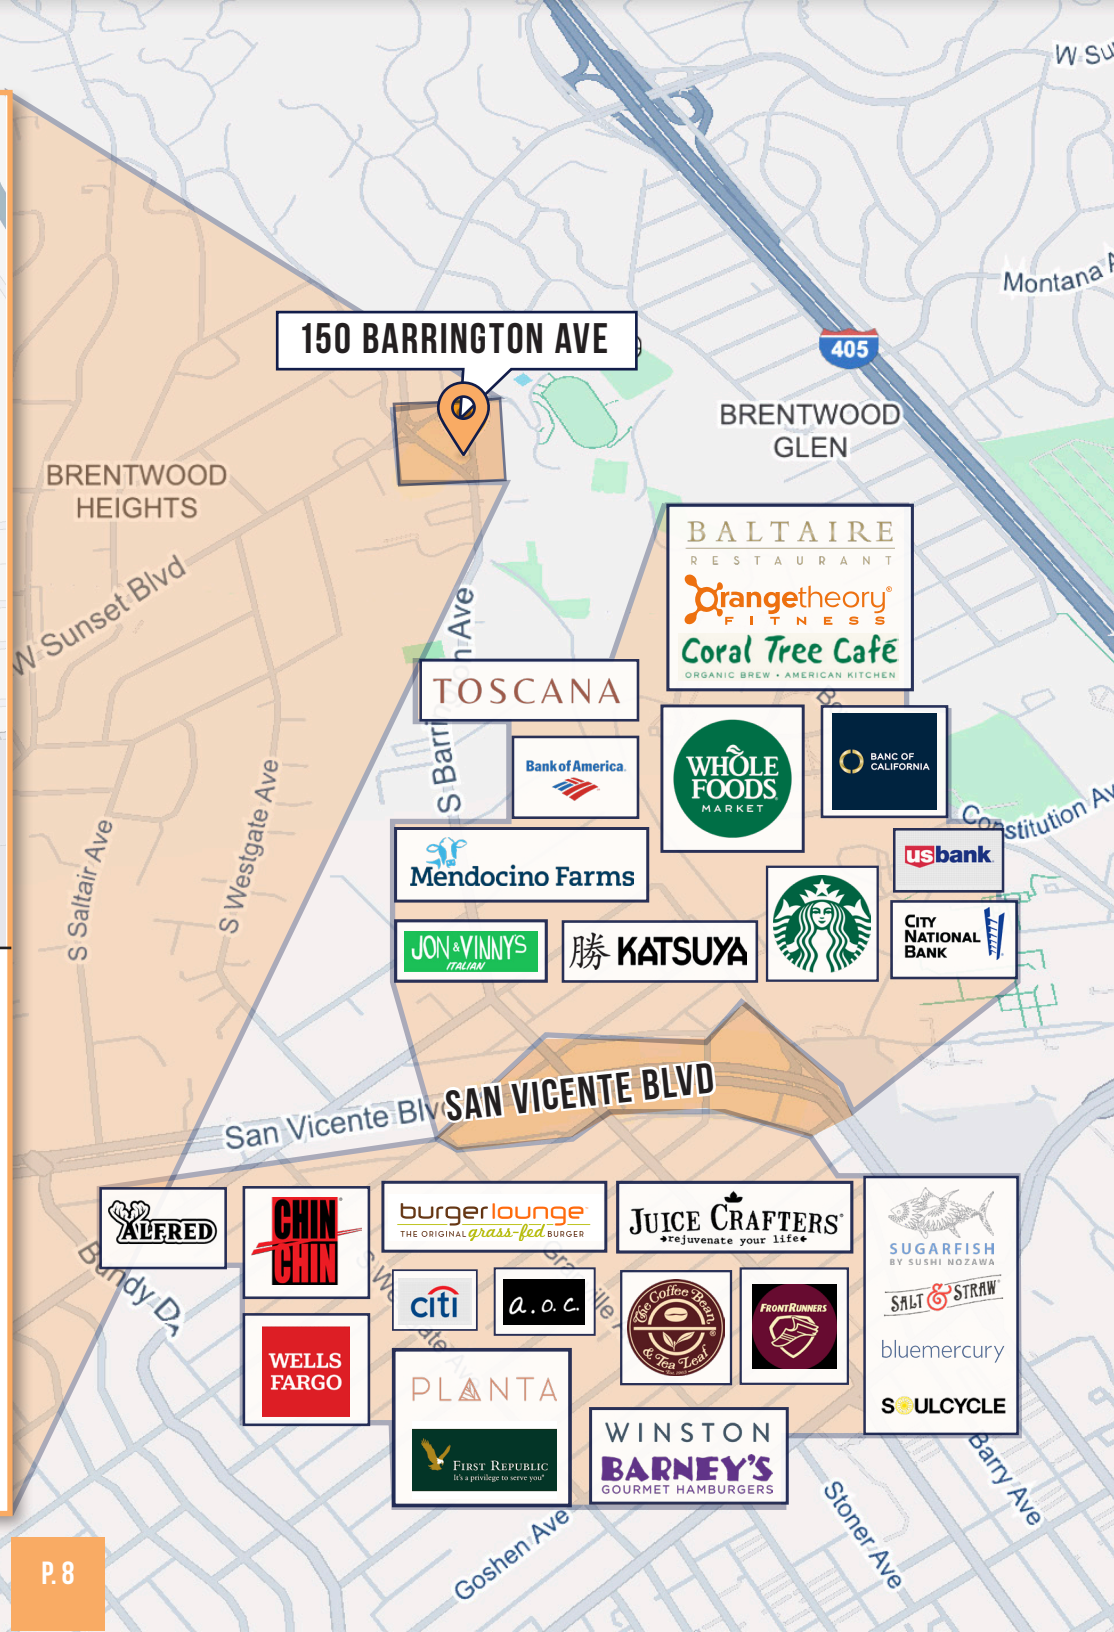 W Su
Montana A
150 BARRINGTON AVE
405
BRENTWOOD
GLEN
BRENTWOOD
HEIGHTS
W Sunset Blvd
BALTAIRE
RESTAURANT
Orangetheory®
FITNESS
Coral Tree Café
ORGANIC BREW • AMERICAN KITCHEN
S Barrington Ave
TOSCANA
Bank of America
WHOLE
FOODS
MARKET
BANC OF
CALIFORNIA
Constitution Av
S Westgate Ave
S Saltair Ave
Mendocino Farms
usbank
JON & VINNY'S
ITALIAN
勝 KATSUYA
CITY
NATIONAL
BANK
San Vicente Blv
SAN VICENTE BLVD
ALFRED
CHIN
CHIN
burgerlounge
THE ORIGINAL grass-fed BURGER
JUICE CRAFTERS®
rejuvenate your life
SUGARFISH
BY SUSHI NOZAWA
SALT & STRAW
bluemercury
SOULCYCLE
Bundy Dr
citi
a.o.c.
The Coffee Bean
& Tea Leaf
FRONTRUNNERS
WELLS
FARGO
PLANTA
FIRST REPUBLIC
It's a privilege to serve you®
WINSTON
BARNEY'S
GOURMET HAMBURGERS
Barry Ave
Stoner Ave
Goshen Ave
P. 8